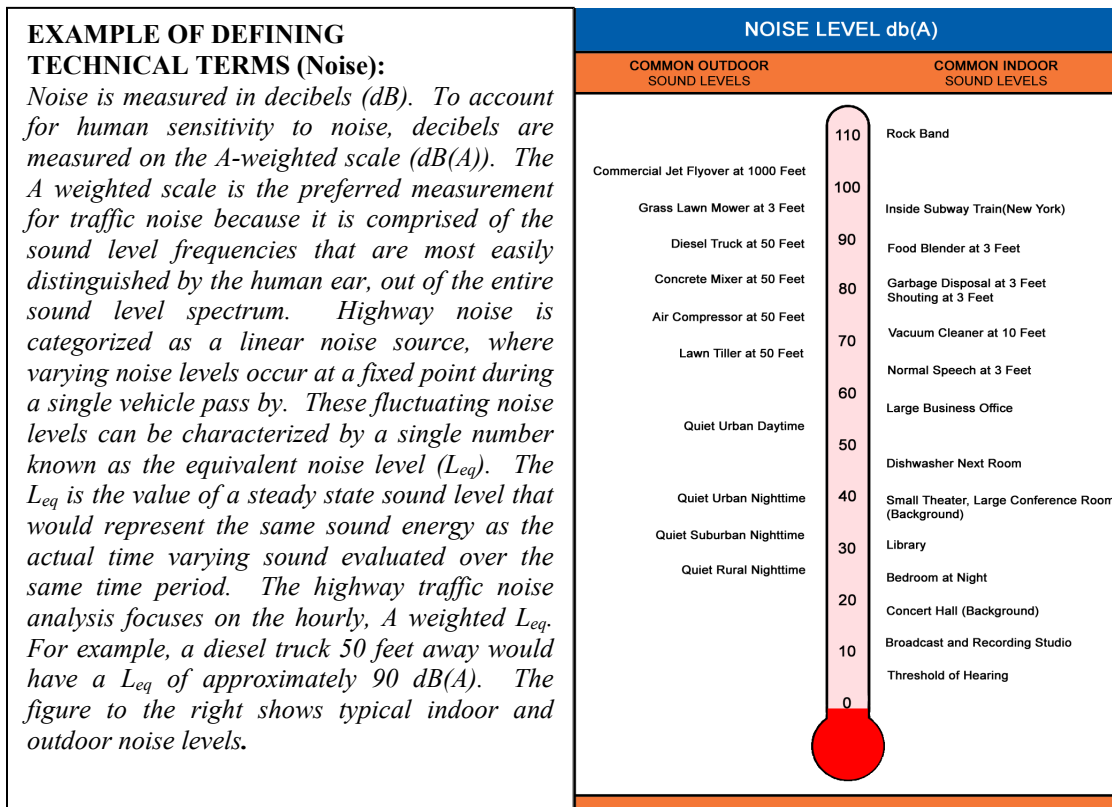 EXAMPLE OF DEFINING
TECHNICAL TERMS (Noise):
Noise is measured in decibels (dB). To account
for human sensitivity to noise, decibels are
measured on the A-weighted scale (dB(A)). The
A weighted scale is the preferred measurement
for traffic noise because it is comprised of the
sound level frequencies that are most easily
distinguished by the human ear, out of the entire
sound level spectrum. Highway noise is
categorized as a linear noise source, where
varying noise levels occur at a fixed point during
a single vehicle pass by. These fluctuating noise
levels can be characterized by a single number
known as the equivalent noise level (Leq). The
Leq is the value of a steady state sound level that
would represent the same sound energy as the
actual time varying sound evaluated over the
same time period. The highway traffic noise
analysis focuses on the hourly, A weighted Leq.
For example, a diesel truck 50 feet away would
have a Leq of approximately 90 dB(A). The
figure to the right shows typical indoor and
outdoor noise levels.
NOISE LEVEL db(A)
COMMON OUTDOOR
SOUND LEVELS
COMMON INDOOR
SOUND LEVELS
110
Rock Band
Commercial Jet Flyover at 1000 Feet
100
Grass Lawn Mower at 3 Feet
Inside Subway Train(New York)
90
Diesel Truck at 50 Feet
Food Blender at 3 Feet
Concrete Mixer at 50 Feet
80
Garbage Disposal at 3 Feet
Shouting at 3 Feet
Air Compressor at 50 Feet
70
Vacuum Cleaner at 10 Feet
Lawn Tiller at 50 Feet
Normal Speech at 3 Feet
60
Large Business Office
Quiet Urban Daytime
50
Dishwasher Next Room
Quiet Urban Nighttime
40
Small Theater, Large Conference Room
(Background)
Quiet Suburban Nighttime
30
Library
Quiet Rural Nighttime
Bedroom at Night
20
Concert Hall (Background)
10
Broadcast and Recording Studio
Threshold of Hearing
0